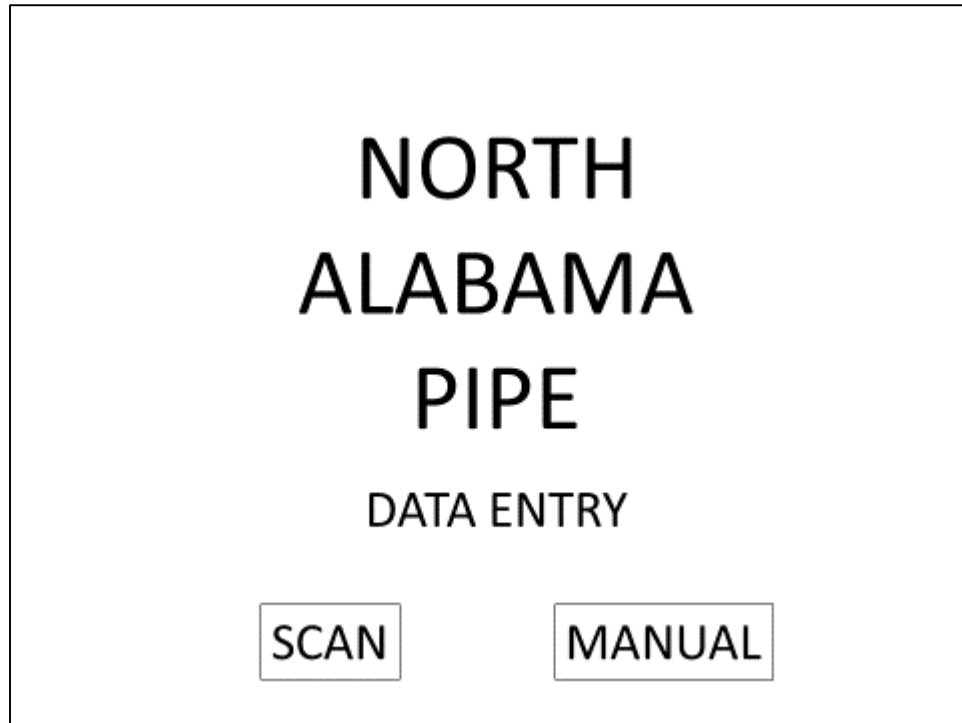 NORTH
ALABAMA
PIPE
DATA ENTRY
SCAN MANUAL